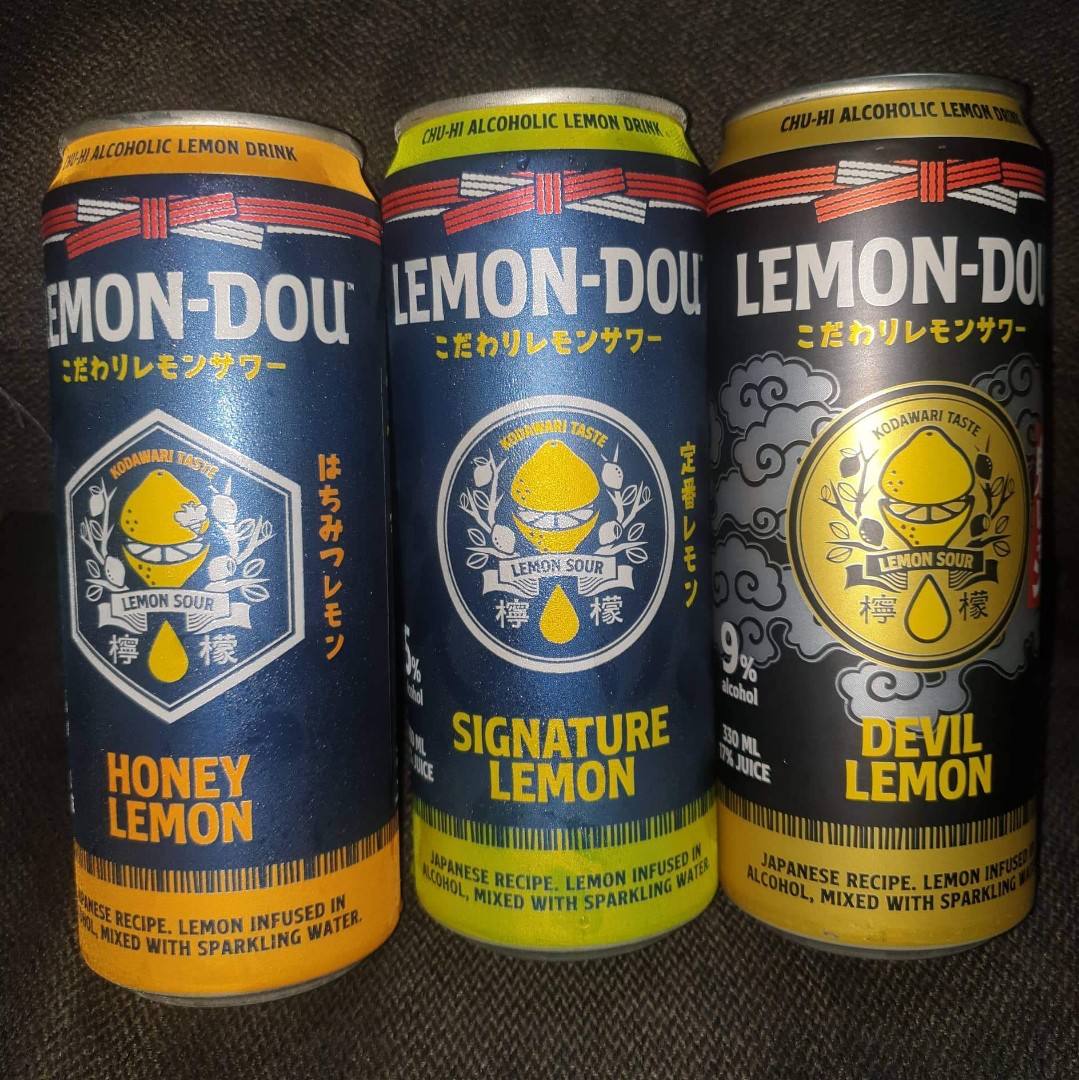 CHU-HI ALCOHOLIC LEMON DRINK
EMON-DOU™
こだわりレモンサワー
KODAWARI TASTE
LEMON SOUR
檸 檬
はちみつレモン
HONEY
LEMON
JAPANESE RECIPE. LEMON INFUSED IN
MIXED WITH SPARKLING WATER.
CHU-HI ALCOHOLIC LEMON DRINK
LEMON-DOU
こだわりレモンサワー
KODAWARI TASTE
LEMON SOUR
檸 檬
定番レモン
5%
alcohol
ML
JUICE
SIGNATURE
LEMON
JAPANESE RECIPE. LEMON INFUSED IN
ALCOHOL, MIXED WITH SPARKLING WATER.
CHU-HI ALCOHOLIC LEMON DRINK
LEMON-DOU
こだわりレモンサワー
KODAWARI TASTE
LEMON SOUR
檸 檬
9%
alcohol
330 ML
17% JUICE
DEVIL
LEMON
JAPANESE RECIPE. LEMON INFUSED
ALCOHOL, MIXED WITH SPARKLING